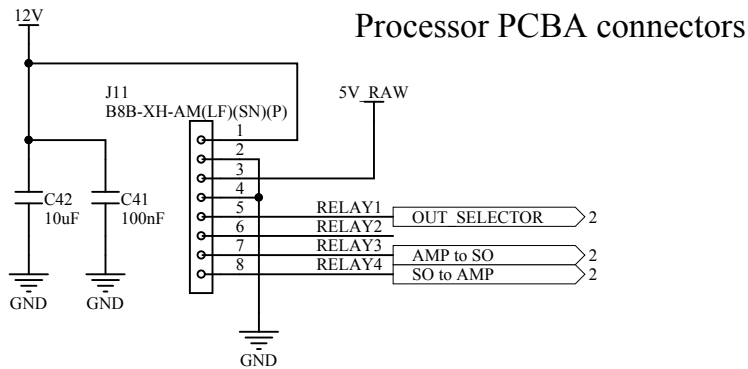 12V
Processor PCBA connectors
J11
B8B-XH-AM(LF)(SN)(P)
5V_RAW
1
2
3
4
5 RELAY1 OUT_SELECTOR 2
6 RELAY2
7 RELAY3 AMP to SO 2
8 RELAY4 SO to AMP 2
C42
10uF
C41
100nF
GND
GND
GND